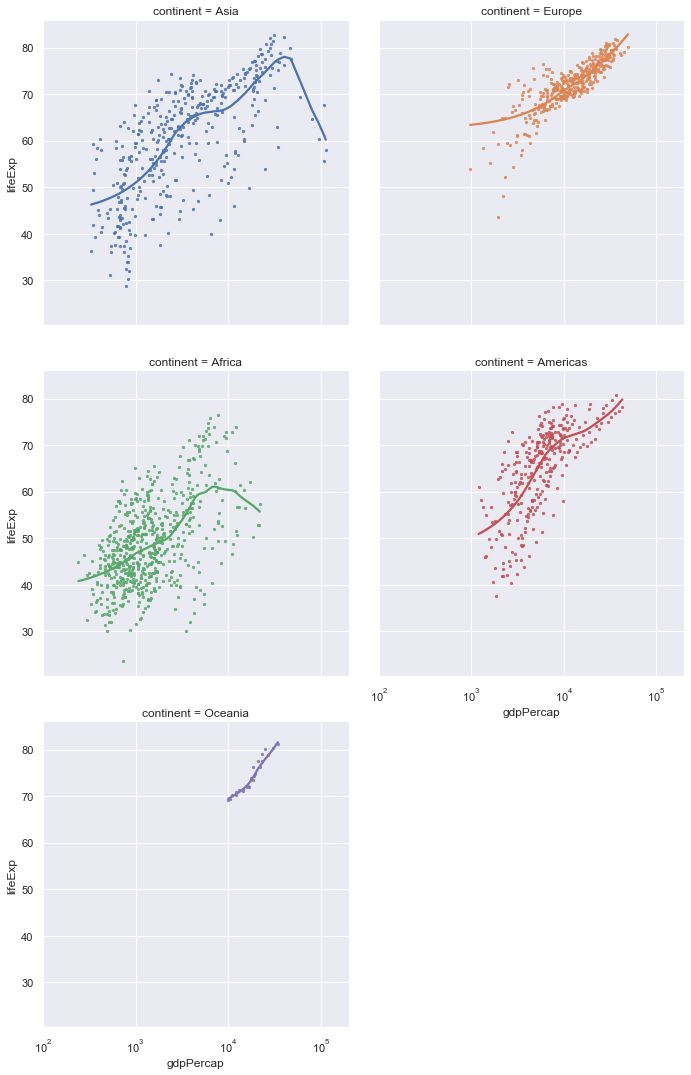 continent = Asia
continent = Europe
80
70
60
50
40
30
lifeExp
continent = Africa
continent = Americas
80
70
60
50
40
30
lifeExp
10² 10³ 10⁴ 10⁵
gdpPercap
continent = Oceania
80
70
60
50
40
30
lifeExp
10² 10³ 10⁴ 10⁵
gdpPercap